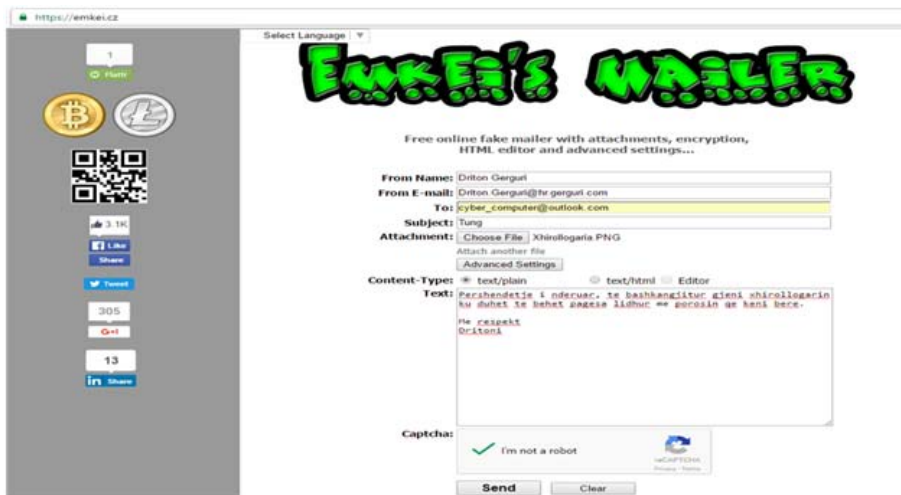 https://emkei.cz
Select Language
EMKEI'S MAILER
1
Flattr
Free online fake mailer with attachments, encryption,
HTML editor and advanced settings...
From Name: Driton Gerguri
From E-mail: Driton.Gerguri@hr.gerguri.com
To: cyber_computer@outlook.com
Subject: Tung
Attachment: Choose File Xhirollogaria.PNG
Attach another file
Advanced Settings
Content-Type: text/plain text/html Editor
Text: Pershendetje i nderuar, te bashkangjitur gjeni xhirollogarin
ku duhet te behet pagesa lidhur me porosin qe keni bere.
Me respekt
Dritoni
3.1K
Like
Share
Tweet
305
G+1
13
in Share
Captcha:
I'm not a robot
reCAPTCHA
Privacy - Terms
Send Clear